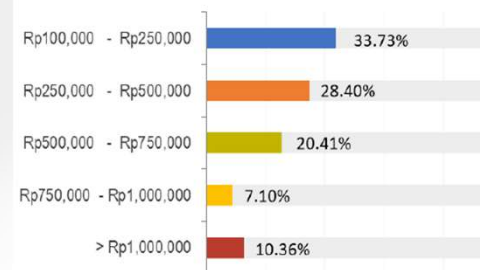 Rp100,000 - Rp250,000 33.73%
Rp250,000 - Rp500,000 28.40%
Rp500,000 - Rp750,000 20.41%
Rp750,000 - Rp1,000,000 7.10%
> Rp1,000,000 10.36%